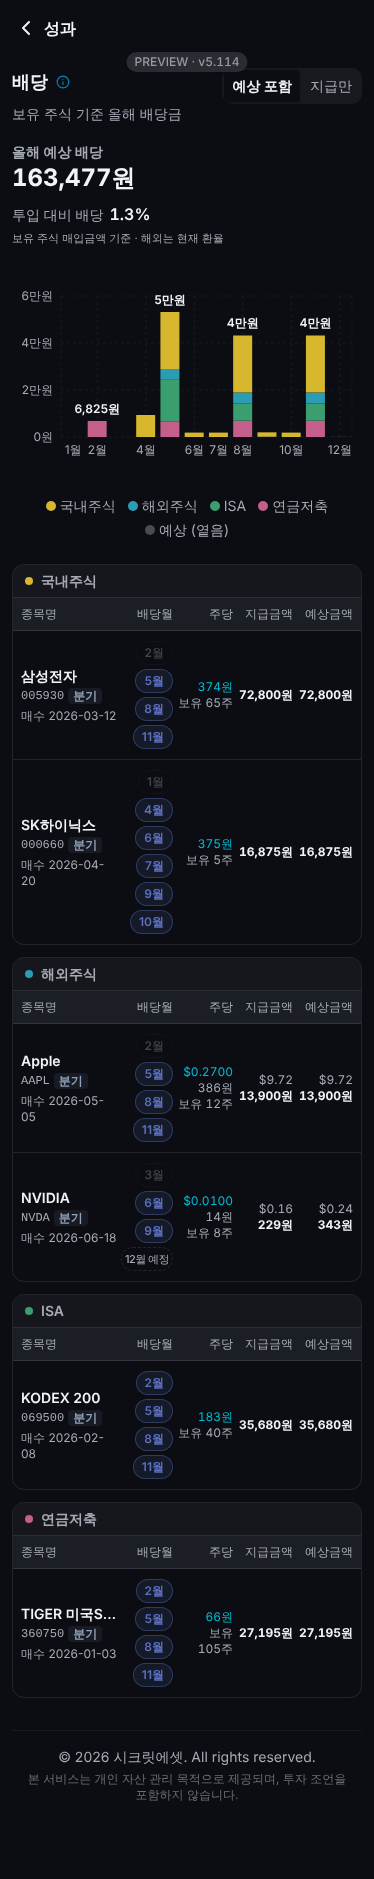 성과
PREVIEW · v5.114
배당
예상 포함
지급만
보유 주식 기준 올해 배당금
올해 예상 배당
163,477원
투입 대비 배당 1.3%
보유 주식 매입금액 기준 · 해외는 현재 환율
6만원
4만원
2만원
0원
6,825원
5만원
4만원
4만원
1월 2월 4월 6월 7월 8월 10월 12월
국내주식 해외주식 ISA 연금저축
예상 (옅음)
국내주식
종목명 배당월 주당 지급금액 예상금액
삼성전자
005930 분기
매수 2026-03-12
2월
5월
8월
11월
374원
보유 65주
72,800원 72,800원
SK하이닉스
000660 분기
매수 2026-04-
20
1월
4월
6월
7월
9월
10월
375원
보유 5주
16,875원 16,875원
해외주식
종목명 배당월 주당 지급금액 예상금액
Apple
AAPL 분기
매수 2026-05-
05
2월
5월
8월
11월
$0.2700
386원
보유 12주
$9.72
13,900원
$9.72
13,900원
NVIDIA
NVDA 분기
매수 2026-06-18
3월
6월
9월
12월 예정
$0.0100
14원
보유 8주
$0.16
229원
$0.24
343원
ISA
종목명 배당월 주당 지급금액 예상금액
KODEX 200
069500 분기
매수 2026-02-
08
2월
5월
8월
11월
183원
보유 40주
35,680원 35,680원
연금저축
종목명 배당월 주당 지급금액 예상금액
TIGER 미국S...
360750 분기
매수 2026-01-03
2월
5월
8월
11월
66원
보유
105주
27,195원 27,195원
© 2026 시크릿에셋. All rights reserved.
본 서비스는 개인 자산 관리 목적으로 제공되며, 투자 조언을
포함하지 않습니다.